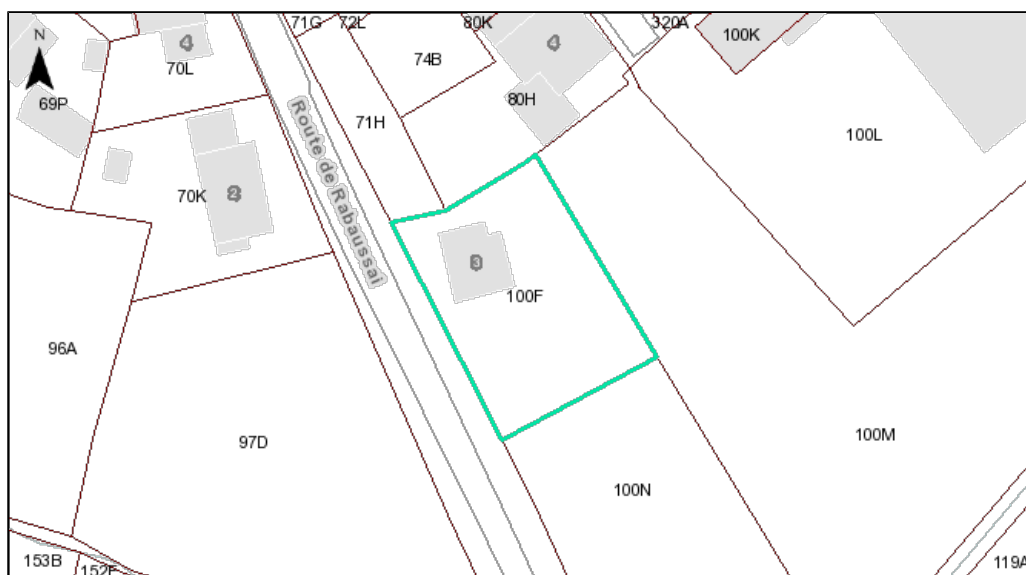 71G
72L
80K
320A
N
4
4
100K
70L
74B
69P
80H
Route de Rabaussai
71H
100L
70K
2
3
100F
96A
97D
100M
100N
153B
119A